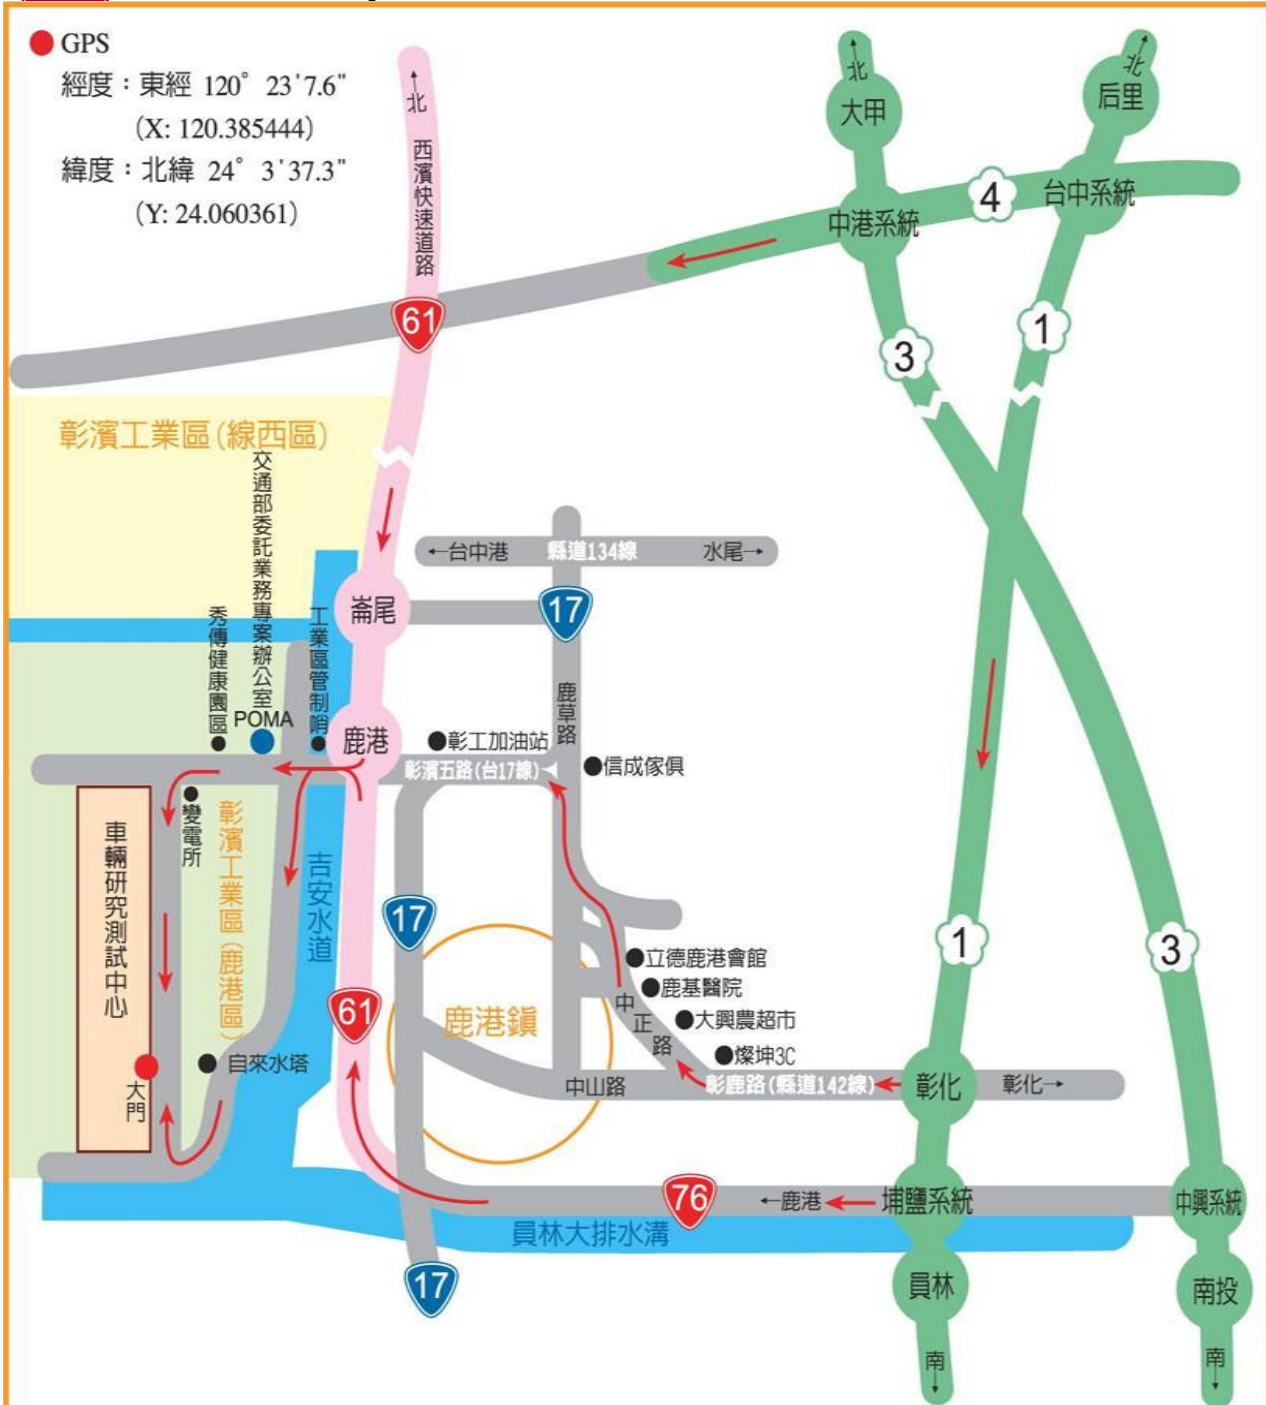 GPS
經度：東經 120° 23'7.6"
(X: 120.385444)
緯度：北緯 24° 3'37.3"
(Y: 24.060361)
←北
西濱快速道路
61
←北
大甲
←北
后里
中港系統
4
台中系統
3
1
彰濱工業區(線西區)
交通部委託業務專案辦公室
POMA
秀傳健康園區
工業區管制哨
崙尾
鹿港
←台中港
縣道134線
水尾→
17
鹿草路
彰工加油站
彰濱五路(台17線)
信成傢俱
變電所
車輛研究測試中心
彰濱工業區(鹿港區)
吉安水道
17
61
鹿港鎮
立德鹿港會館
鹿基醫院
大興農超市
燦坤3C
中正路
1
3
大門
自來水塔
中山路
彰鹿路(縣道142線)
彰化
彰化→
76
←鹿港
埔鹽系統
中興系統
員林大排水溝
17
員林
南投
南→
南→